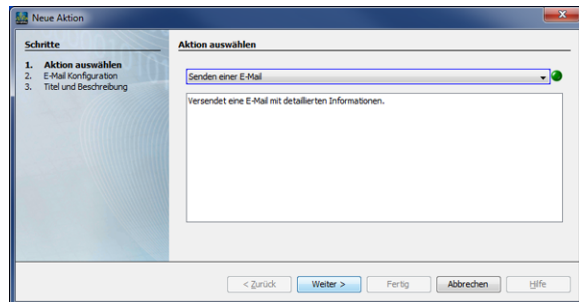 Neue Aktion
Schritte
1. Aktion auswählen
2. E-Mail Konfiguration
3. Titel und Beschreibung
Aktion auswählen
Senden einer E-Mail
Versendet eine E-Mail mit detaillierten Informationen.
< Zurück
Weiter >
Fertig
Abbrechen
Hilfe